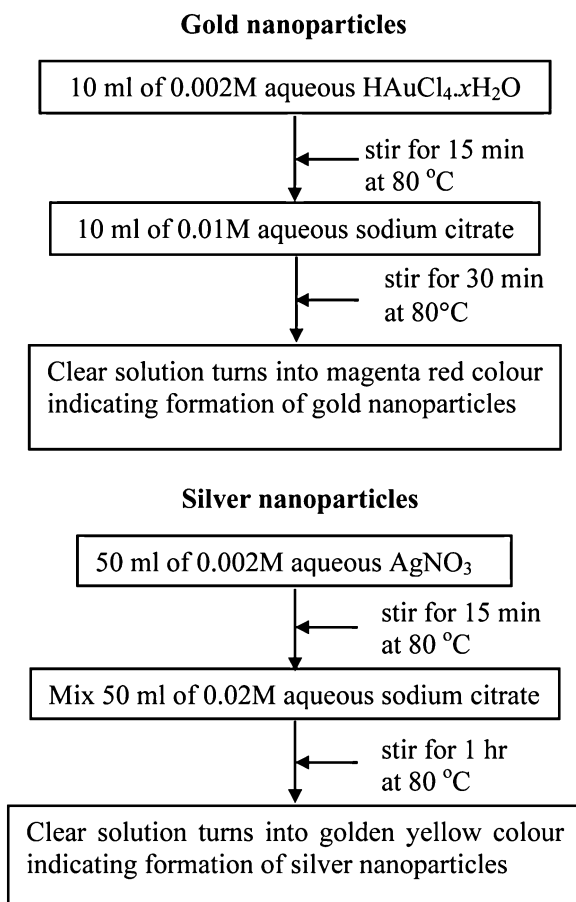 Gold nanoparticles
10 ml of 0.002M aqueous HAuCl₄.xH₂O
stir for 15 min
at 80 ᵒC
10 ml of 0.01M aqueous sodium citrate
stir for 30 min
at 80°C
Clear solution turns into magenta red colour
indicating formation of gold nanoparticles
Silver nanoparticles
50 ml of 0.002M aqueous AgNO₃
stir for 15 min
at 80 ᵒC
Mix 50 ml of 0.02M aqueous sodium citrate
stir for 1 hr
at 80 ᵒC
Clear solution turns into golden yellow colour
indicating formation of silver nanoparticles